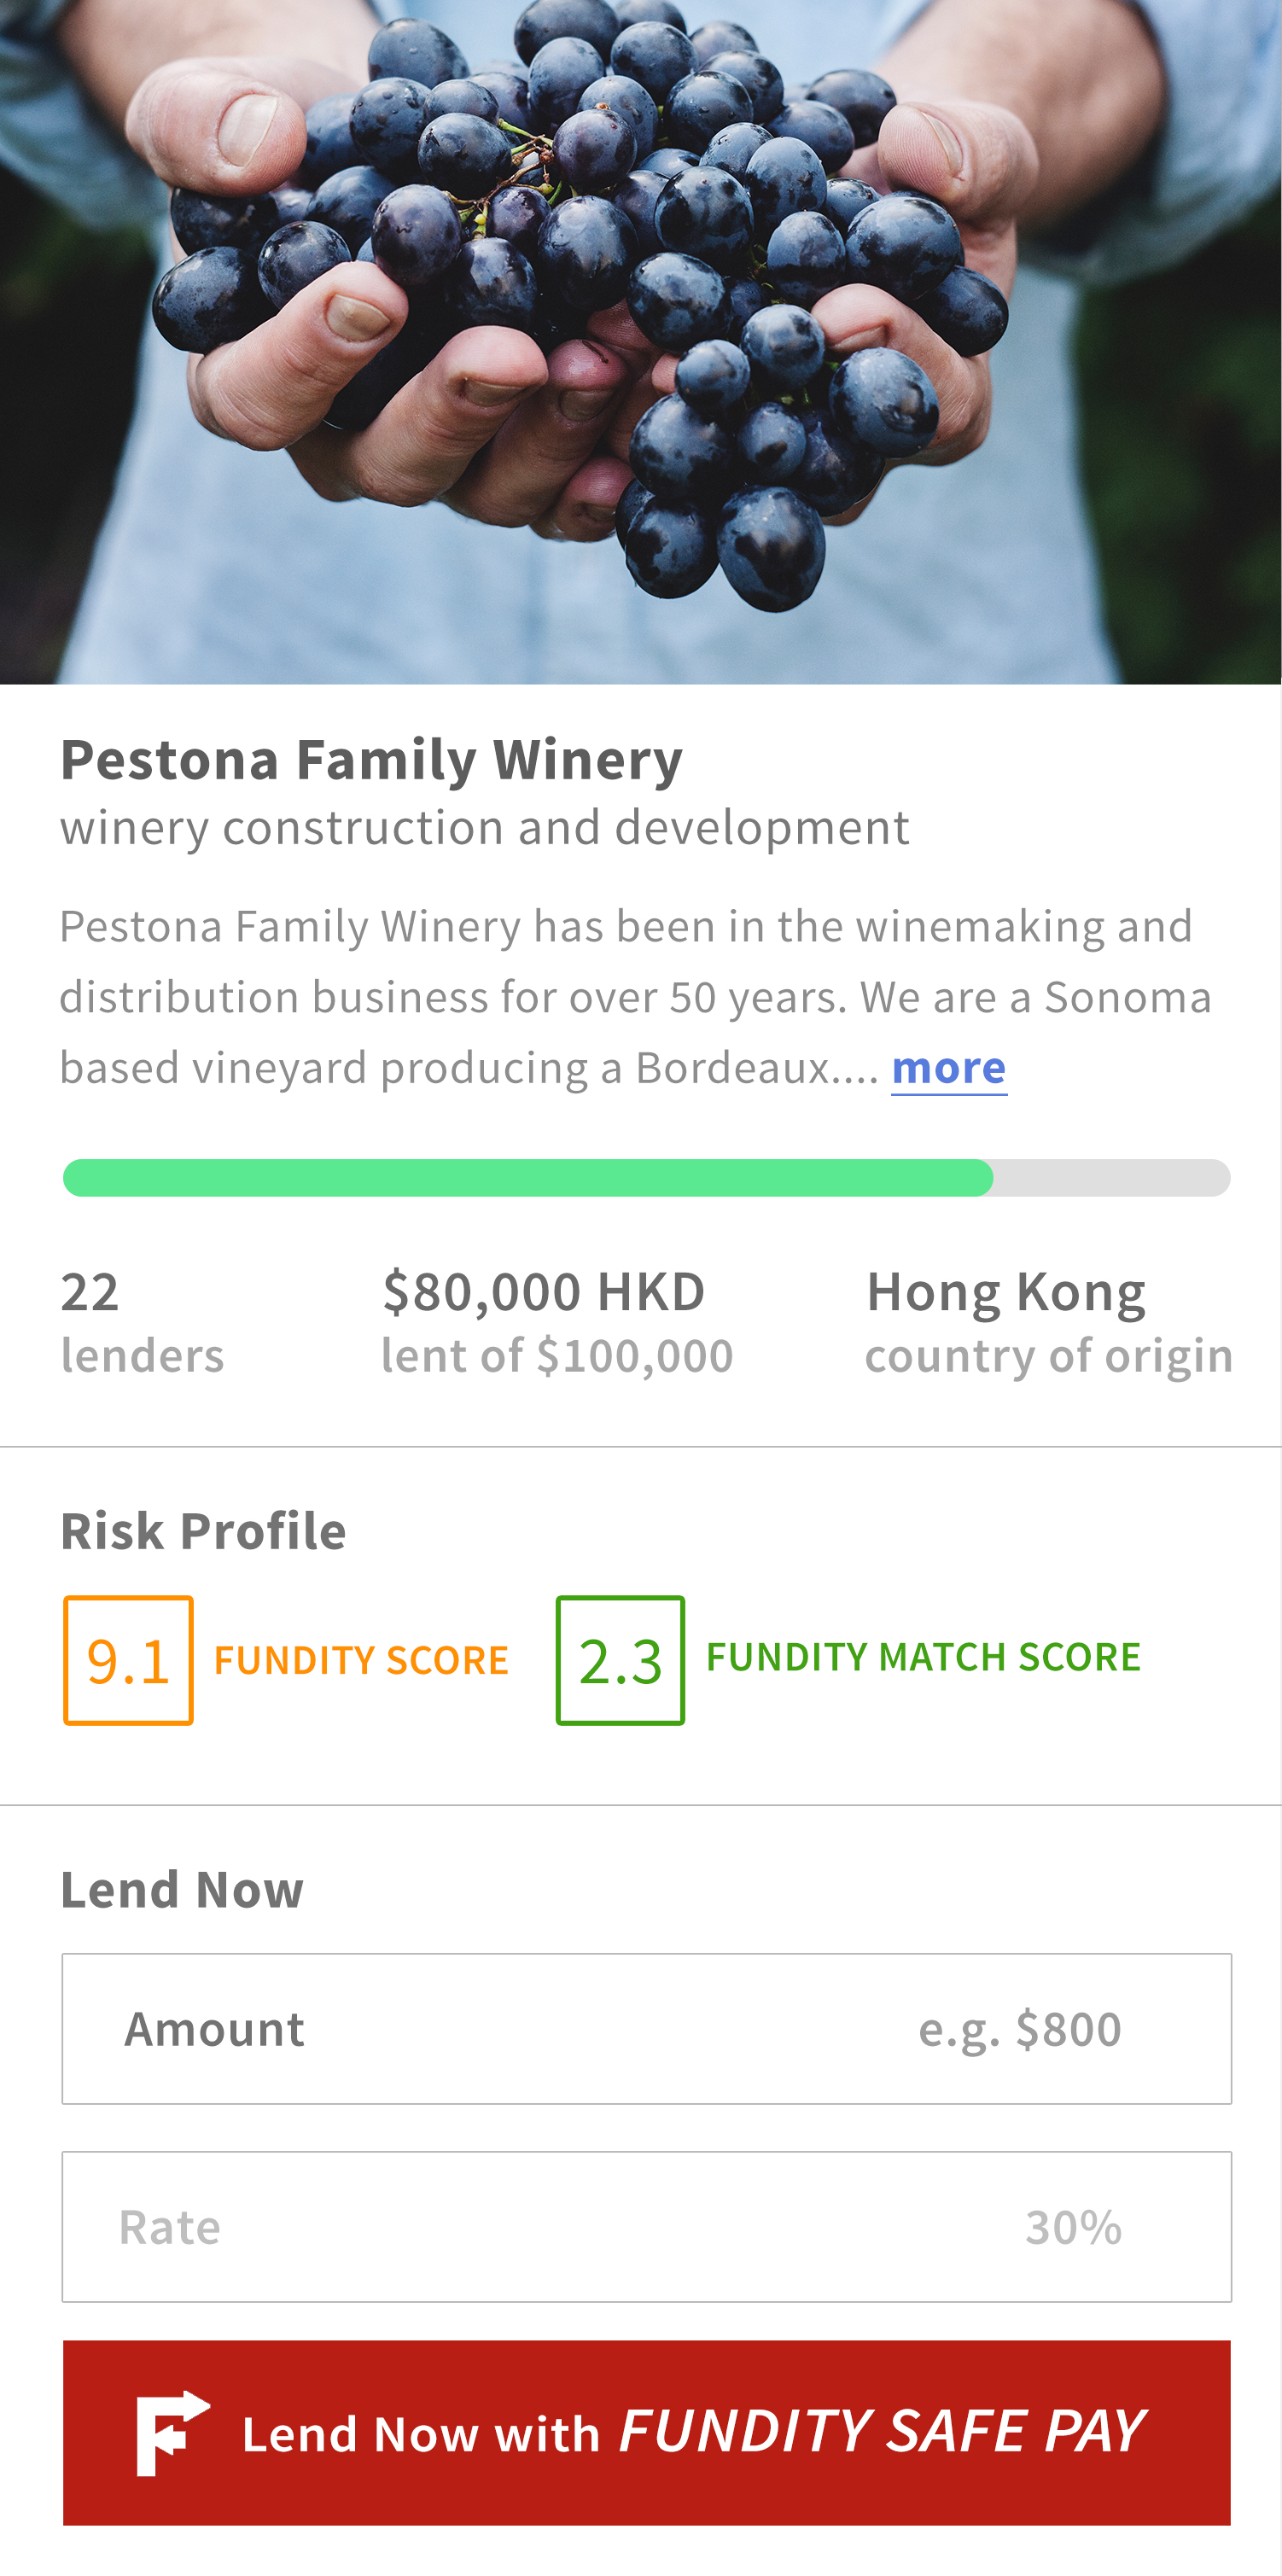 Pestona Family Winery
winery construction and development
Pestona Family Winery has been in the winemaking and
distribution business for over 50 years. We are a Sonoma
based vineyard producing a Bordeaux.... more
22 $80,000 HKD Hong Kong
lenders lent of $100,000 country of origin
Risk Profile
9.1 FUNDITY SCORE 2.3 FUNDITY MATCH SCORE
Lend Now
Amount e.g. $800
Rate 30%
F Lend Now with FUNDITY SAFE PAY